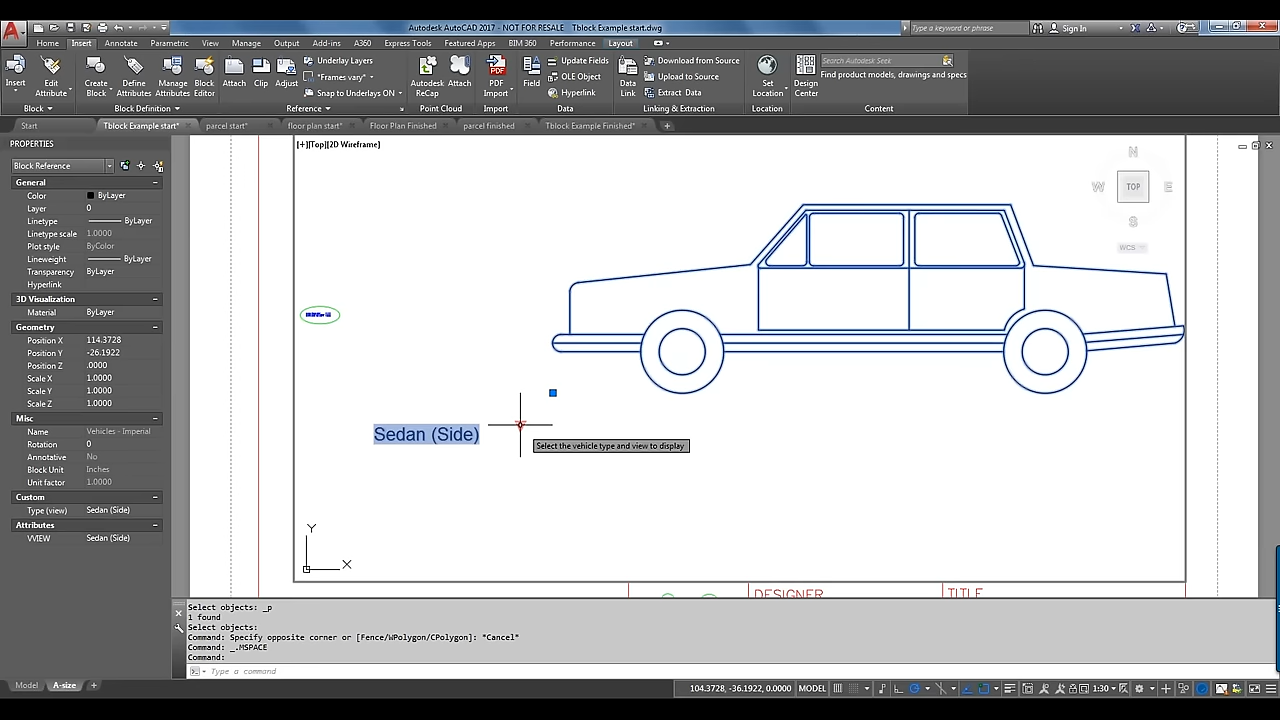 Autodesk AutoCAD 2017 - NOT FOR RESALE Tblock Example start.dwg
Type a keyword or phrase
Sign In
Home Insert Annotate Parametric View Manage Output Add-ins A360 Express Tools Featured Apps BIM 360 Performance Layout
Insert
Edit Attribute
Create Block
Define Attributes
Manage Attributes
Block Editor
Attach
Clip
Adjust
Underlay Layers
*Frames vary*
Snap to Underlays ON
Autodesk ReCap
Attach
PDF Import
Field
Update Fields
OLE Object
Hyperlink
Data Link
Download from Source
Upload to Source
Extract Data
Set Location
Design Center
Search Autodesk Seek
Find product models, drawings and specs
Block Block Definition Reference Point Cloud Import Data Linking & Extraction Location Content
Start Tblock Example start* parcel start* floor plan start* Floor Plan Finished parcel finished Tblock Example Finished*
PROPERTIES
Block Reference
General
Color ByLayer
Layer 0
Linetype ByLayer
Linetype scale 1.0000
Plot style ByColor
Lineweight ByLayer
Transparency ByLayer
Hyperlink
3D Visualization
Material ByLayer
Geometry
Position X 114.3728
Position Y -26.1922
Position Z .0000
Scale X 1.0000
Scale Y 1.0000
Scale Z 1.0000
Misc
Name Vehicles - Imperial
Rotation 0
Annotative No
Block Unit Inches
Unit factor 1.0000
Custom
Type (view) Sedan (Side)
Attributes
VVIEW Sedan (Side)
[+][Top][2D Wireframe]
N
W TOP E
S
WCS
Sedan (Side)
Select the vehicle type and view to display
Y
X
DESIGNER TITLE
Select objects: _p
1 found
Select objects:
Command: Specify opposite corner or [Fence/WPolygon/CPolygon]: *Cancel*
Command: _.MSPACE
Command:
Type a command
Model A-size
104.3728, -36.1922, 0.0000 MODEL 1:30